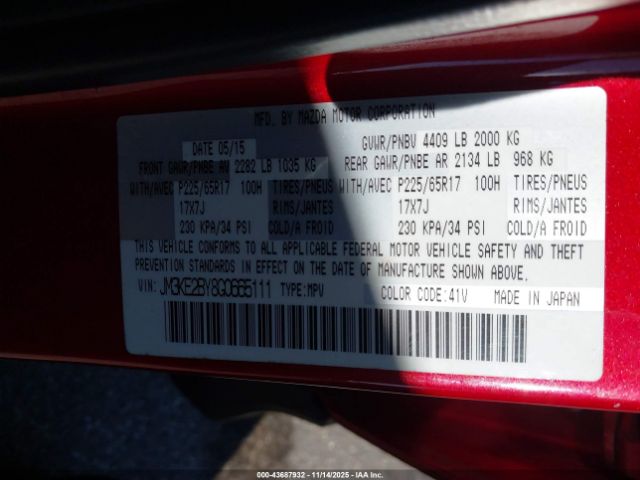 MFD. BY MAZDA MOTOR CORPORATION
DATE 05/15 GVWR/PNBV 4409 LB 2000 KG
FRONT GAWR/PNBE AV 2282 LB 1035 KG REAR GAWR/PNBE AR 2134 LB 968 KG
WITH/AVEC P225/65R17 100H TIRES/PNEUS WITH/AVEC P225/65R17 100H TIRES/PNEUS
17X7J RIMS/JANTES 17X7J RIMS/JANTES
230 KPA/34 PSI COLD/A FROID 230 KPA/34 PSI COLD/A FROID
THIS VEHICLE CONFORMS TO ALL APPLICABLE FEDERAL MOTOR VEHICLE SAFETY AND THEFT
PREVENTION STANDARDS IN EFFECT ON THE DATE OF MANUFACTURE SHOWN ABOVE.
VIN: JM3KE2BY8G0665111 TYPE:MPV COLOR CODE:41V MADE IN JAPAN
000-43687932 - 11/14/2025 - IAA Inc.